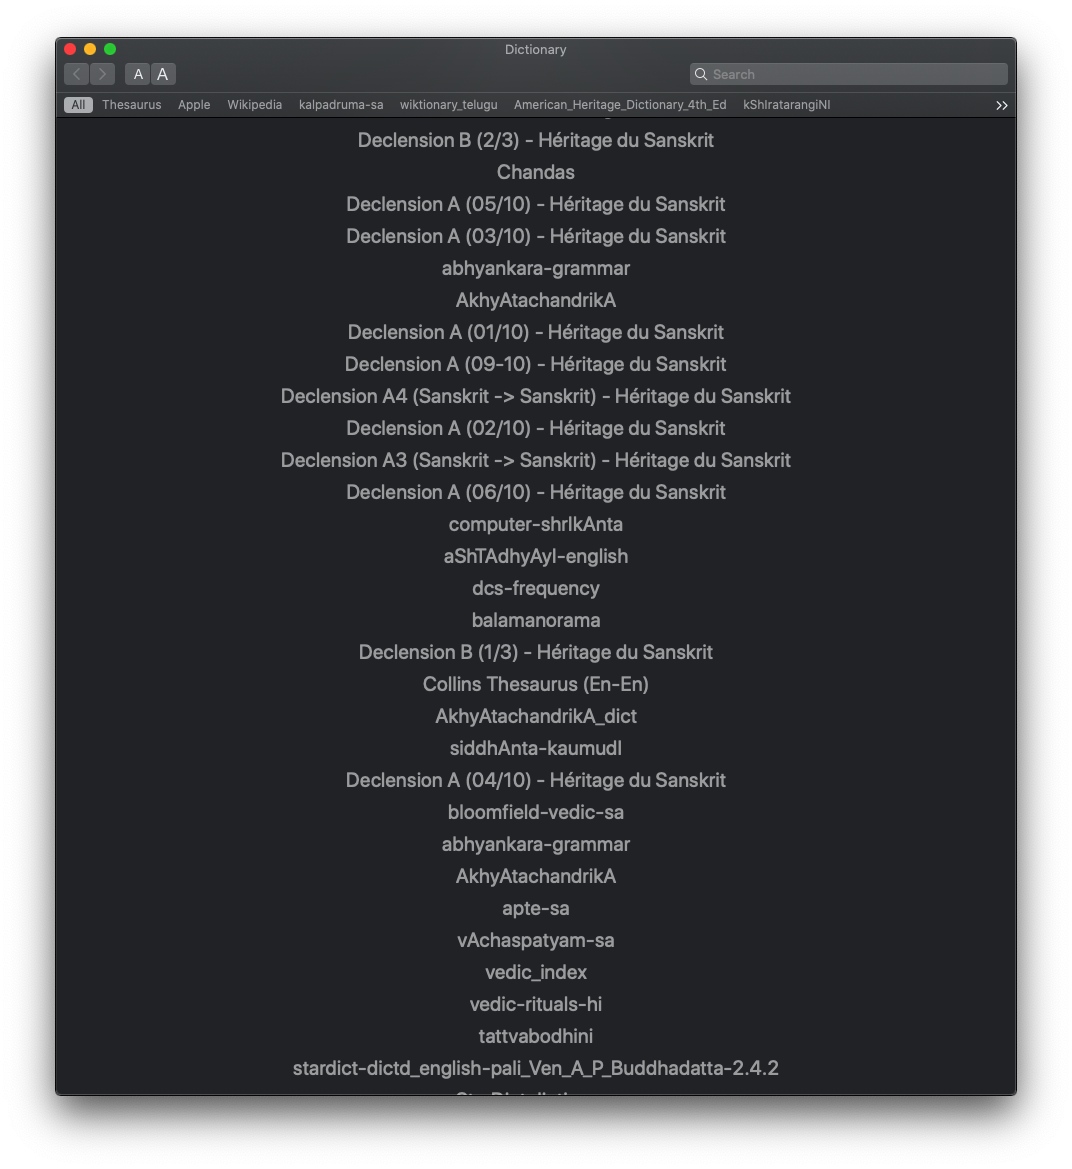 Dictionary
A A
Search
All Thesaurus Apple Wikipedia kalpadruma-sa wiktionary_telugu American_Heritage_Dictionary_4th_Ed kShIratarangiNI
Declension B (2/3) - Héritage du Sanskrit
Chandas
Declension A (05/10) - Héritage du Sanskrit
Declension A (03/10) - Héritage du Sanskrit
abhyankara-grammar
AkhyAtachandrikA
Declension A (01/10) - Héritage du Sanskrit
Declension A (09-10) - Héritage du Sanskrit
Declension A4 (Sanskrit -> Sanskrit) - Héritage du Sanskrit
Declension A (02/10) - Héritage du Sanskrit
Declension A3 (Sanskrit -> Sanskrit) - Héritage du Sanskrit
Declension A (06/10) - Héritage du Sanskrit
computer-shrIkAnta
aShTAdhyAyI-english
dcs-frequency
balamanorama
Declension B (1/3) - Héritage du Sanskrit
Collins Thesaurus (En-En)
AkhyAtachandrikA_dict
siddhAnta-kaumudI
Declension A (04/10) - Héritage du Sanskrit
bloomfield-vedic-sa
abhyankara-grammar
AkhyAtachandrikA
apte-sa
vAchaspatyam-sa
vedic_index
vedic-rituals-hi
tattvabodhini
stardict-dictd_english-pali_Ven_A_P_Buddhadatta-2.4.2